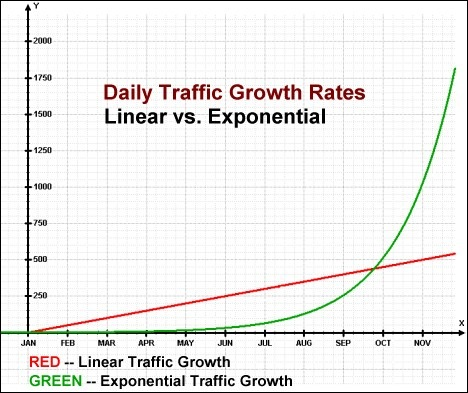 Y
2000
1750
Daily Traffic Growth Rates
Linear vs. Exponential
1500
1250
1000
750
500
250
X
JAN FEB MAR APR MAY JUN JUL AUG SEP OCT NOV
RED -- Linear Traffic Growth
GREEN -- Exponential Traffic Growth